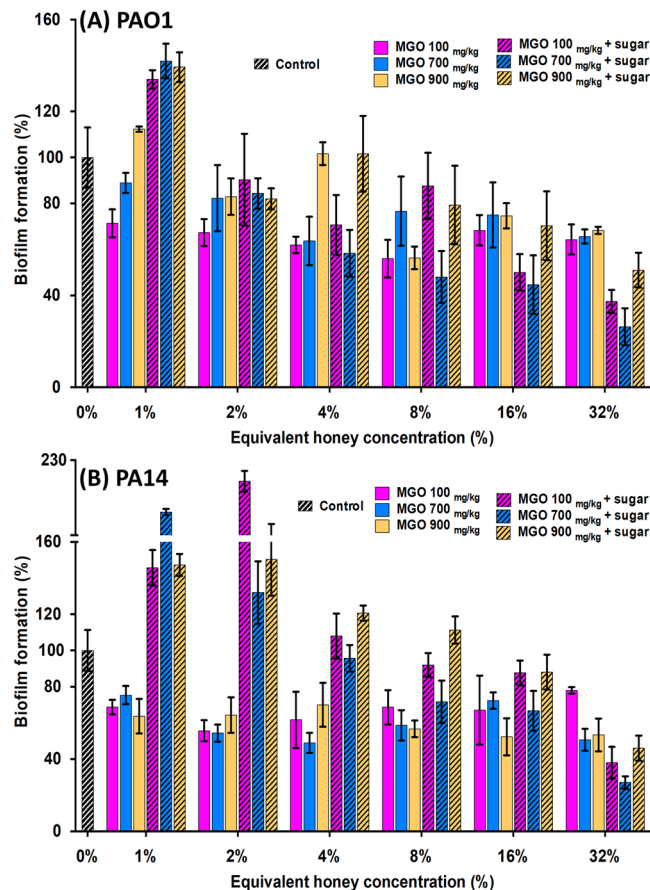 (A) PAO1
Control
MGO 100 mg/kg
MGO 700 mg/kg
MGO 900 mg/kg
MGO 100 mg/kg + sugar
MGO 700 mg/kg + sugar
MGO 900 mg/kg + sugar
Biofilm formation (%)
160
120
80
40
0
0% 1% 2% 4% 8% 16% 32%
Equivalent honey concentration (%)
(B) PA14
Control
MGO 100 mg/kg
MGO 700 mg/kg
MGO 900 mg/kg
MGO 100 mg/kg + sugar
MGO 700 mg/kg + sugar
MGO 900 mg/kg + sugar
Biofilm formation (%)
230
160
120
80
40
0
0% 1% 2% 4% 8% 16% 32%
Equivalent honey concentration (%)